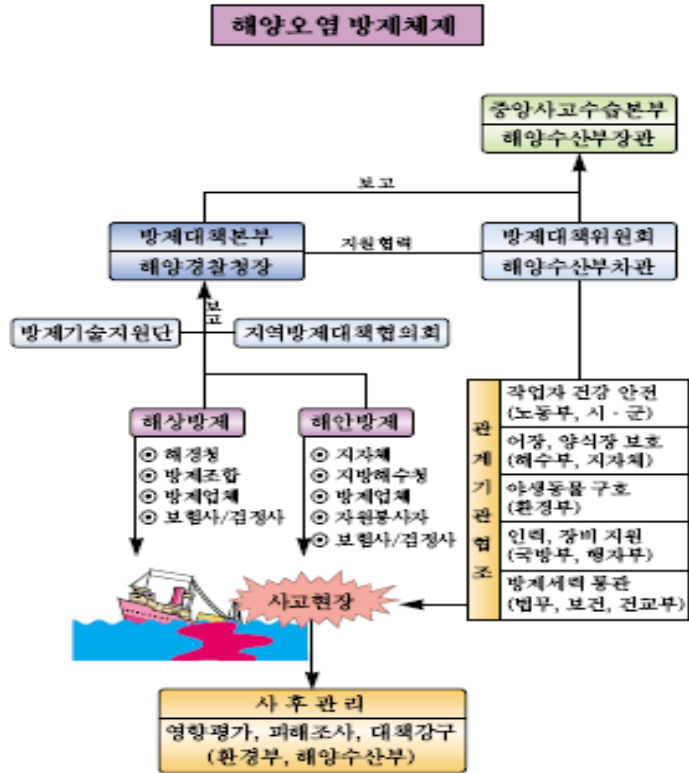 해양오염 방제체제
중앙사고수습본부
해양수산부장관
보고
방제대책본부
해양경찰청장
지원협력
방제대책위원회
해양수산부차관
보고
방제기술지원단
지역방제대책협의회
해상방제
⊙ 해경청
⊙ 방제조합
⊙ 방제업체
⊙ 보험사/검정사
해안방제
⊙ 지자체
⊙ 지방해수청
⊙ 방제업체
⊙ 자원봉사자
⊙ 보험사/검정사
관계기관협조
작업자 건강 안전
(노동부, 시·군)
어장, 양식장 보호
(해수부, 지자체)
야생동물 구호
(환경부)
인력, 장비 지원
(국방부, 행자부)
방제세력 통관
(법무, 보건, 건교부)
사고현장
사후관리
영향평가, 피해조사, 대책강구
(환경부, 해양수산부)